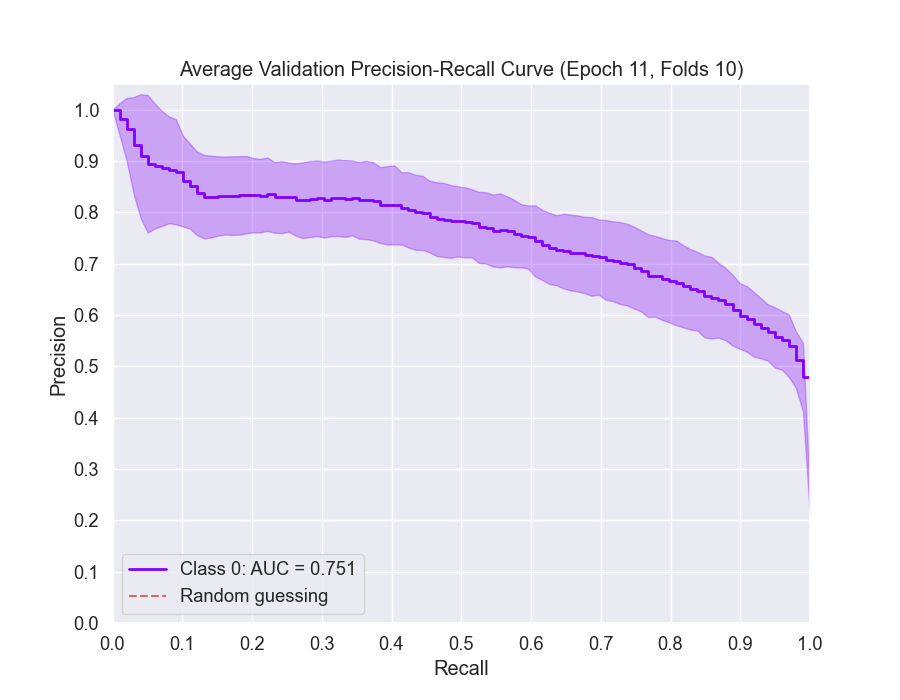 Average Validation Precision-Recall Curve (Epoch 11, Folds 10)
Precision
1.0
0.9
0.8
0.7
0.6
0.5
0.4
0.3
0.2
0.1
0.0
Class 0: AUC = 0.751
Random guessing
0.0 0.1 0.2 0.3 0.4 0.5 0.6 0.7 0.8 0.9 1.0
Recall